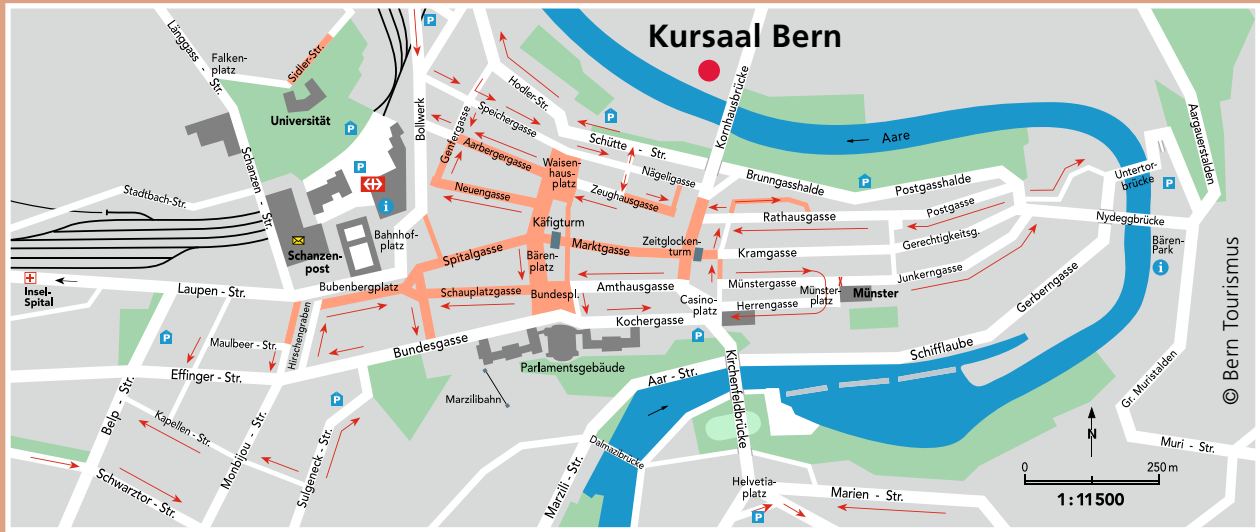 Kursaal Bern
Länggass - Str.
Falken-
platz
Sidler-Str.
Universität
P
P
P
Bollwerk
Hodler-Str.
P
Speichergasse
Genfergasse
Aarbergergasse
Waisen-
haus-
platz
Schütte - Str.
Kornhausbrücke
Aare
Aargauerstalden
Nägeligasse
Zeughausgasse
Brunngasshalde
P
Postgasshalde
Untertor-
brücke
P
Schanzen - Str.
Stadtbach-Str.
i
Neuengasse
Käfigturm
Rathausgasse
Postgasse
Nydeggbrücke
Bahnhof-
platz
Schanzen-
post
Spitalgasse
Bären-
platz
Marktgasse
Zeitglocken-
turm
Kramgasse
Gerechtigkeitsg.
Bären-
Park
i
Insel-
Spital
Laupen - Str.
Bubenbergplatz
Schauplatzgasse
Bundespl.
Amthausgasse
Münstergasse
Münster-
platz
Münster
Junkerngasse
Gerberngasse
Casino-
platz
Herrengasse
Kochergasse
P
Maulbeer - Str.
Hirschengraben
Bundesgasse
Parlamentsgebäude
P
Schifflaube
Effinger - Str.
Marzilibahn
Aar - Str.
Kirchenfeldbrücke
Belp - Str.
Kapellen - Str.
Monbijou - Str.
P
Sulgeneck - Str.
Schwarztor - Str.
Marzili - Str.
Dalmazibrücke
Helvetia-
platz
P
Marien - Str.
Gr. Muristalden
Muri - Str.
N
0 250 m
1:11500
© Bern Tourismus